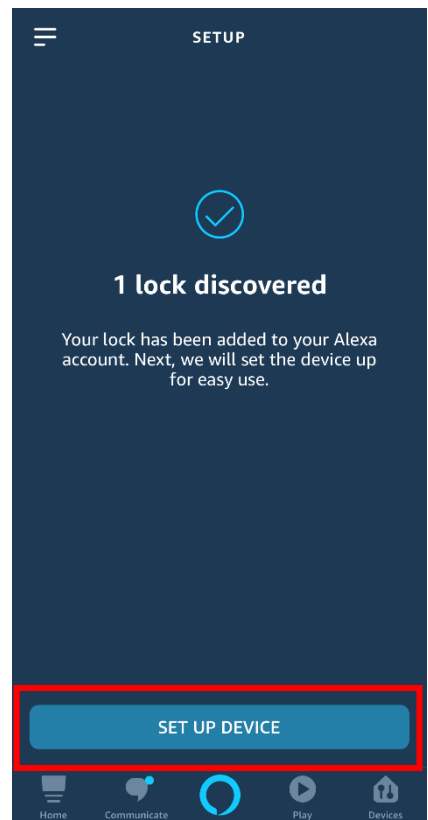 SETUP
1 lock discovered
Your lock has been added to your Alexa
account. Next, we will set the device up
for easy use.
SET UP DEVICE
Home Communicate Play Devices